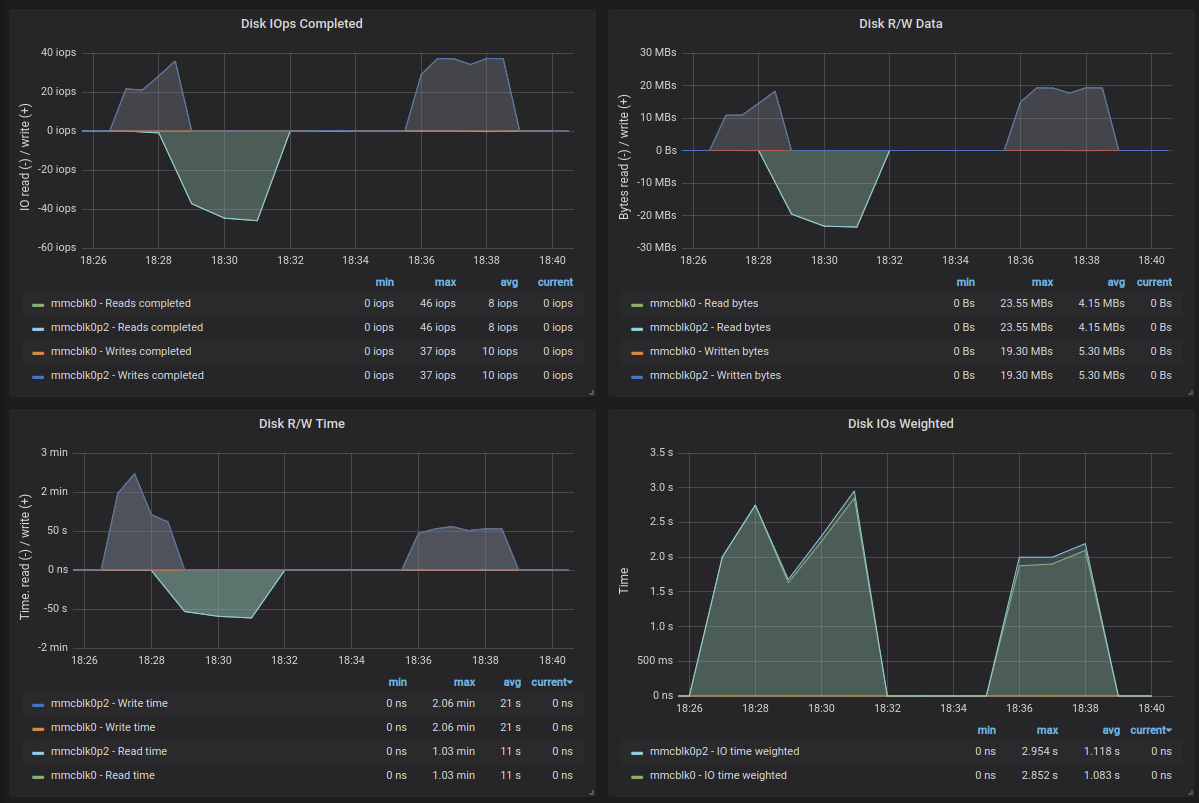 Disk IOps Completed
IO read (-) / write (+)
40 iops
20 iops
0 iops
-20 iops
-40 iops
-60 iops
18:26 18:28 18:30 18:32 18:34 18:36 18:38 18:40
min max avg current
mmcblk0 - Reads completed 0 iops 46 iops 8 iops 0 iops
mmcblk0p2 - Reads completed 0 iops 46 iops 8 iops 0 iops
mmcblk0 - Writes completed 0 iops 37 iops 10 iops 0 iops
mmcblk0p2 - Writes completed 0 iops 37 iops 10 iops 0 iops
Disk R/W Data
Bytes read (-) / write (+)
30 MBs
20 MBs
10 MBs
0 Bs
-10 MBs
-20 MBs
-30 MBs
18:26 18:28 18:30 18:32 18:34 18:36 18:38 18:40
min max avg current
mmcblk0 - Read bytes 0 Bs 23.55 MBs 4.15 MBs 0 Bs
mmcblk0p2 - Read bytes 0 Bs 23.55 MBs 4.15 MBs 0 Bs
mmcblk0 - Written bytes 0 Bs 19.30 MBs 5.30 MBs 0 Bs
mmcblk0p2 - Written bytes 0 Bs 19.30 MBs 5.30 MBs 0 Bs
Disk R/W Time
Time. read (-) / write (+)
3 min
2 min
50 s
0 ns
-50 s
-2 min
18:26 18:28 18:30 18:32 18:34 18:36 18:38 18:40
min max avg current
mmcblk0p2 - Write time 0 ns 2.06 min 21 s 0 ns
mmcblk0 - Write time 0 ns 2.06 min 21 s 0 ns
mmcblk0p2 - Read time 0 ns 1.03 min 11 s 0 ns
mmcblk0 - Read time 0 ns 1.03 min 11 s 0 ns
Disk IOs Weighted
Time
3.5 s
3.0 s
2.5 s
2.0 s
1.5 s
1.0 s
500 ms
0 ns
18:26 18:28 18:30 18:32 18:34 18:36 18:38 18:40
min max avg current
mmcblk0p2 - IO time weighted 0 ns 2.954 s 1.118 s 0 ns
mmcblk0 - IO time weighted 0 ns 2.852 s 1.083 s 0 ns